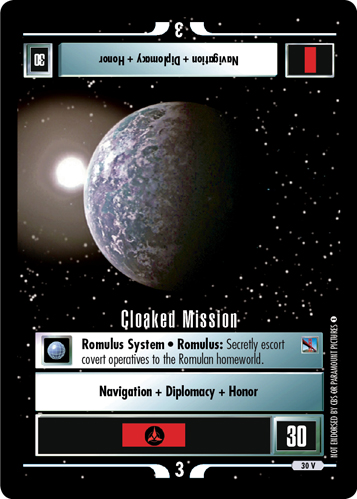 3
30
Navigation + Diplomacy + Honor
Cloaked Mission
Romulus System • Romulus: Secretly escort
covert operatives to the Romulan homeworld.
Navigation + Diplomacy + Honor
30
3
30 V
NOT ENDORSED BY CBS OR PARAMOUNT PICTURES